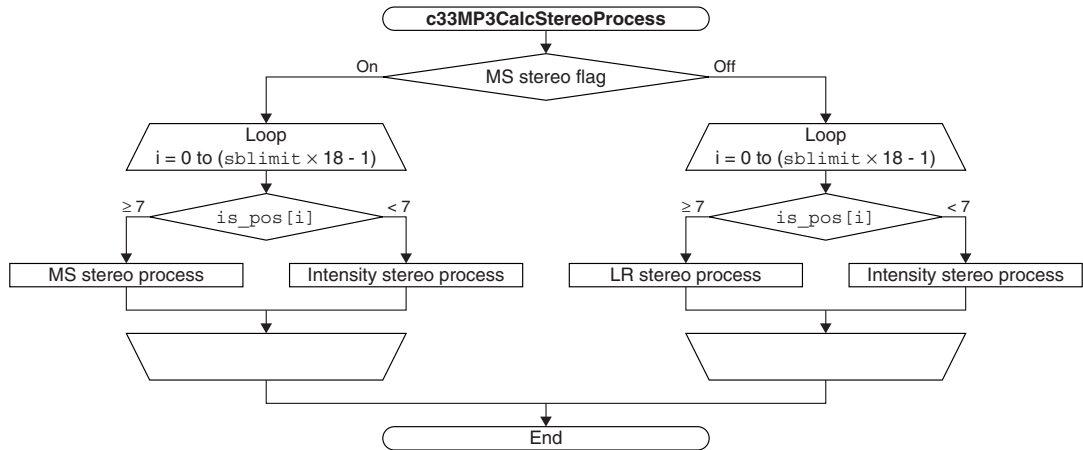 c33MP3CalcStereoProcess
On
MS stereo flag
Off
Loop
i = 0 to (sblimit × 18 - 1)
Loop
i = 0 to (sblimit × 18 - 1)
≥ 7
is_pos[i]
< 7
≥ 7
is_pos[i]
< 7
MS stereo process
Intensity stereo process
LR stereo process
Intensity stereo process
End